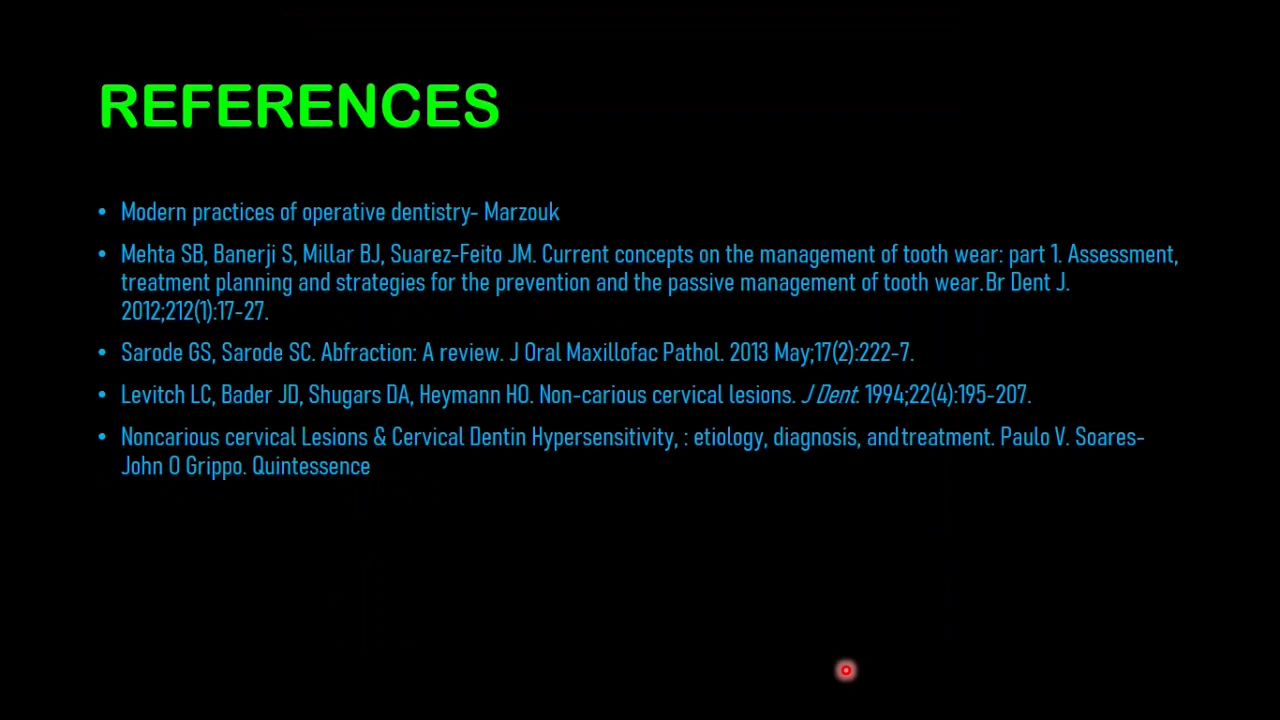 REFERENCES
• Modern practices of operative dentistry- Marzouk
• Mehta SB, Banerji S, Millar BJ, Suarez-Feito JM. Current concepts on the management of tooth wear: part 1. Assessment,
treatment planning and strategies for the prevention and the passive management of tooth wear.Br Dent J.
2012;212(1):17-27.
• Sarode GS, Sarode SC. Abfraction: A review. J Oral Maxillofac Pathol. 2013 May;17(2):222-7.
• Levitch LC, Bader JD, Shugars DA, Heymann HO. Non-carious cervical lesions. J Dent. 1994;22(4):195-207.
• Noncarious cervical Lesions & Cervical Dentin Hypersensitivity, : etiology, diagnosis, and treatment. Paulo V. Soares-
John O Grippo. Quintessence